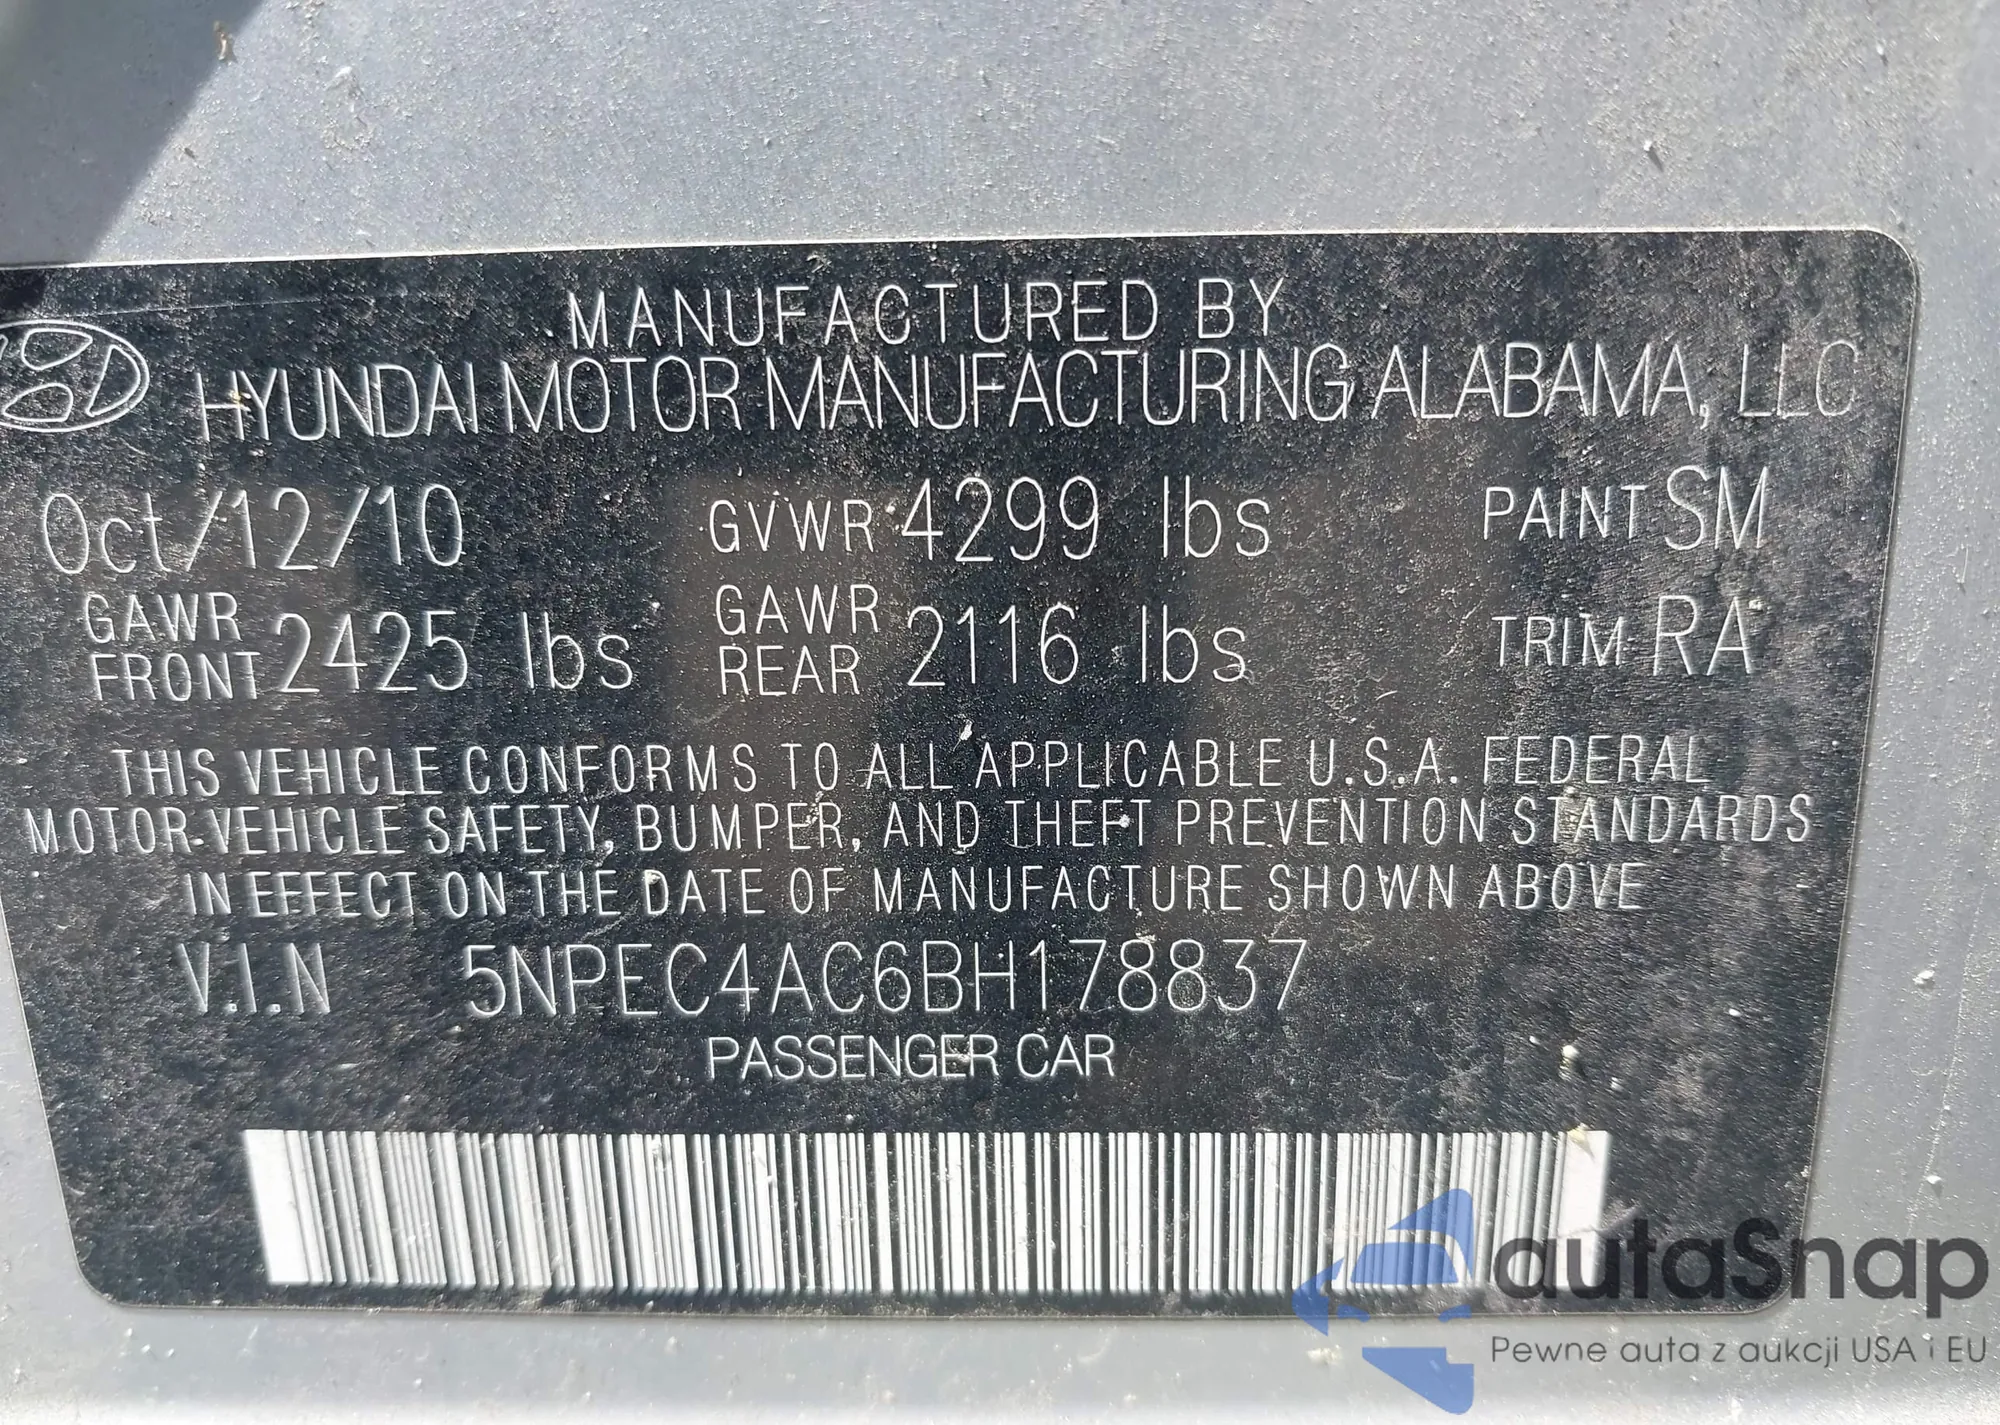 MANUFACTURED BY
HYUNDAI MOTOR MANUFACTURING ALABAMA, LLC
Oct/12/10 GVWR 4299 lbs PAINT SM
GAWR FRONT 2425 lbs GAWR REAR 2116 lbs TRIM RA
THIS VEHICLE CONFORMS TO ALL APPLICABLE U.S.A. FEDERAL
MOTOR VEHICLE SAFETY, BUMPER, AND THEFT PREVENTION STANDARDS
IN EFFECT ON THE DATE OF MANUFACTURE SHOWN ABOVE
V.I.N 5NPEC4AC6BH178837
PASSENGER CAR
autaSnap
Pewne auta z aukcji USA i EU